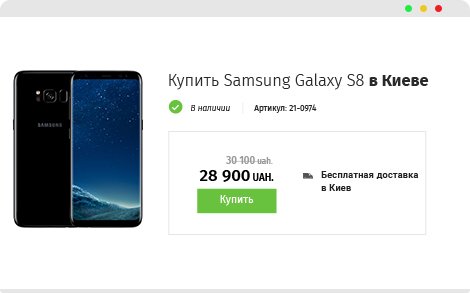 Купить Samsung Galaxy S8 в Киеве
В наличии
Артикул: 21-0974
SAMSUNG
30 100 uah.
28 900 UAH.
Бесплатная доставка
в Киев
Купить